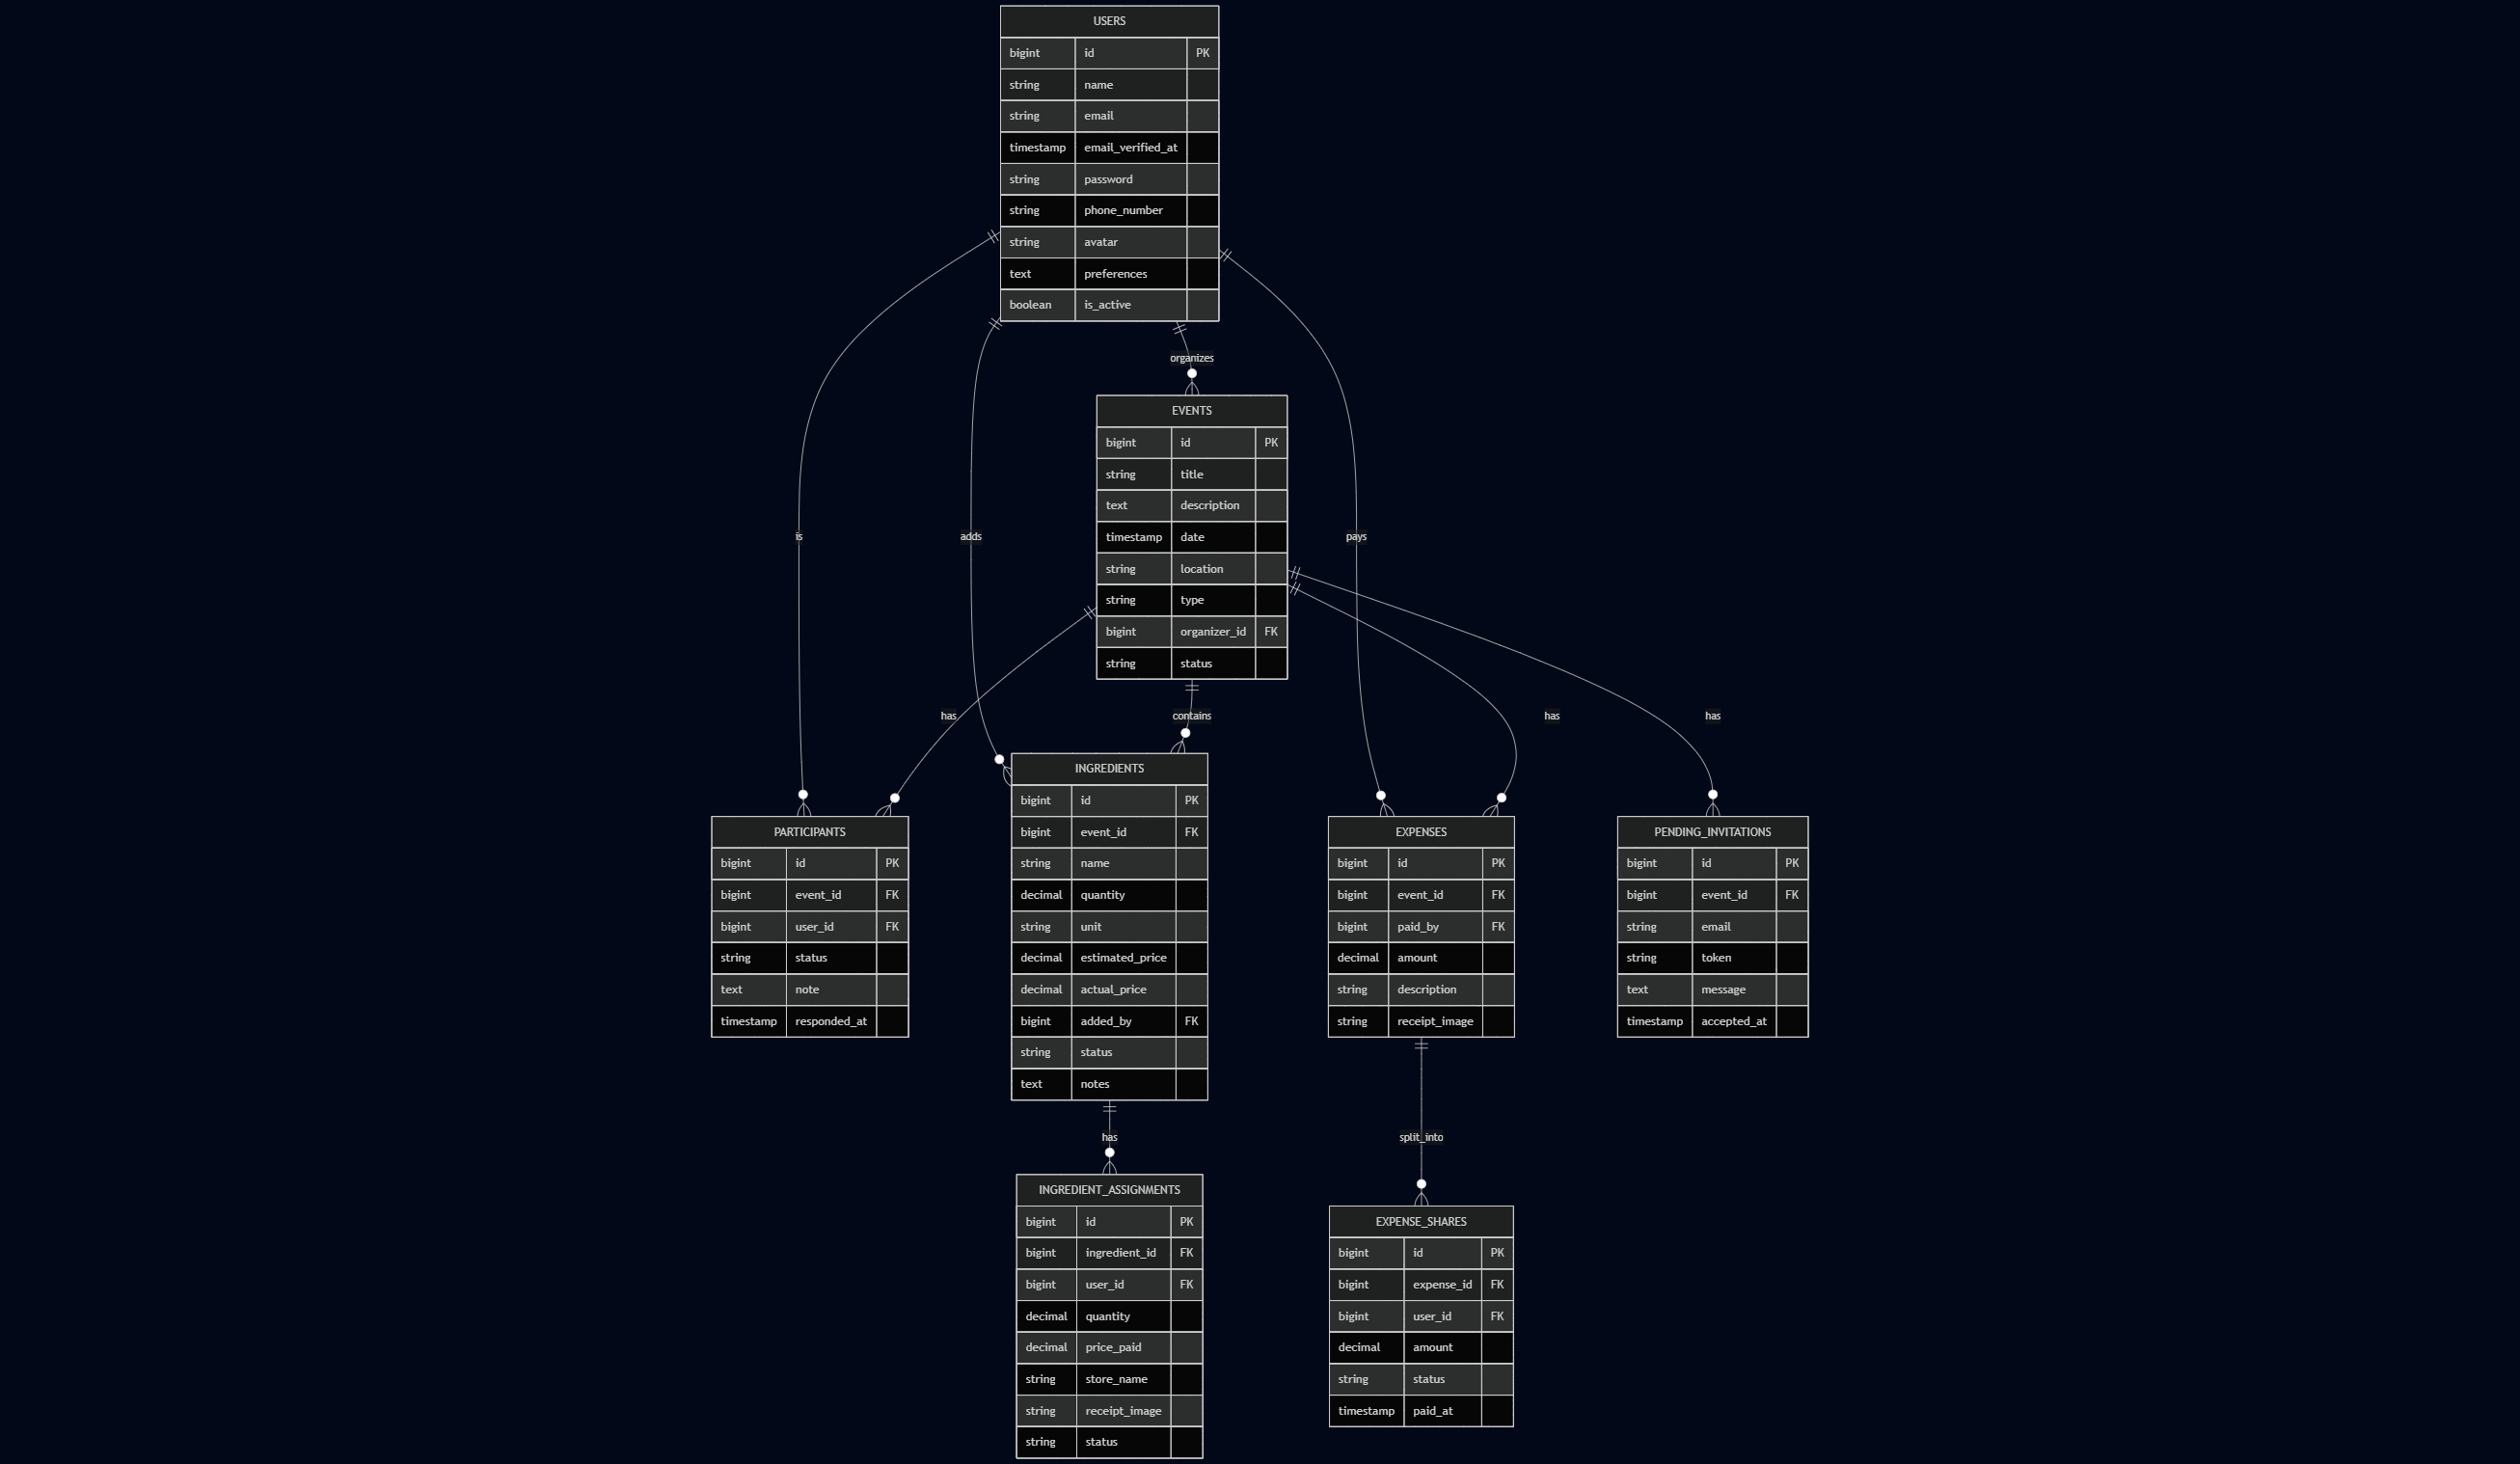 USERS
bigint id PK
string name
string email
timestamp email_verified_at
string password
string phone_number
string avatar
text preferences
boolean is_active
organizes
EVENTS
bigint id PK
string title
text description
timestamp date
string location
string type
bigint organizer_id FK
string status
is
adds
pays
has
contains
has
has
PARTICIPANTS
bigint id PK
bigint event_id FK
bigint user_id FK
string status
text note
timestamp responded_at
INGREDIENTS
bigint id PK
bigint event_id FK
string name
decimal quantity
string unit
decimal estimated_price
decimal actual_price
bigint added_by FK
string status
text notes
EXPENSES
bigint id PK
bigint event_id FK
bigint paid_by FK
decimal amount
string description
string receipt_image
PENDING_INVITATIONS
bigint id PK
bigint event_id FK
string email
string token
text message
timestamp accepted_at
has
split_into
INGREDIENT_ASSIGNMENTS
bigint id PK
bigint ingredient_id FK
bigint user_id FK
decimal quantity
decimal price_paid
string store_name
string receipt_image
string status
EXPENSE_SHARES
bigint id PK
bigint expense_id FK
bigint user_id FK
decimal amount
string status
timestamp paid_at